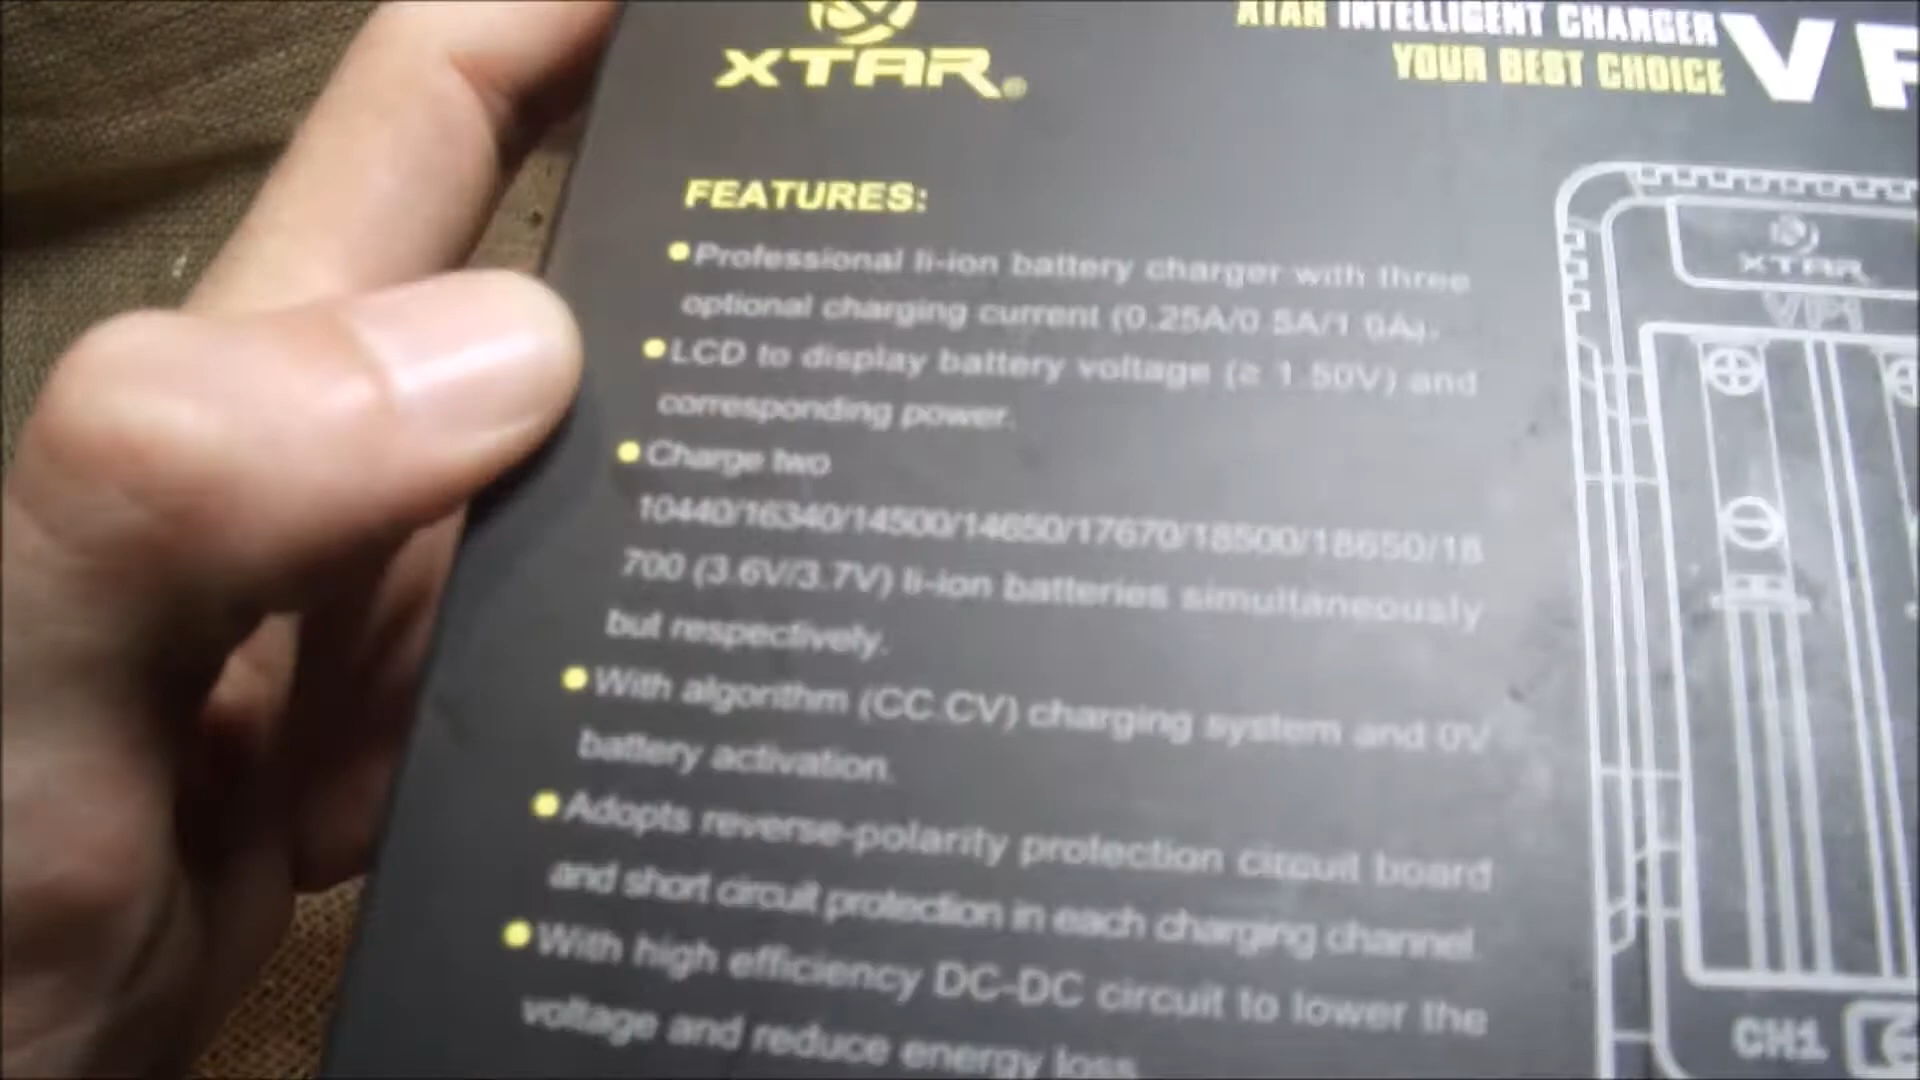 XTAR®
XTAR INTELLIGENT CHARGER
YOUR BEST CHOICE
FEATURES:
Professional li-ion battery charger with three
optional charging current (0.25A/0.5A/1.0A).
LCD to display battery voltage (≥ 1.50V) and
corresponding power.
Charge two
10440/16340/14500/14650/17670/18500/18650/18
700 (3.6V/3.7V) li-ion batteries simultaneously
but respectively.
With algorithm (CC.CV) charging system and 0V
battery activation.
Adopts reverse-polarity protection circuit board
and short circuit protection in each charging channel.
With high efficiency DC-DC circuit to lower the
voltage and reduce energy loss.
XTAR
VP1
CH1